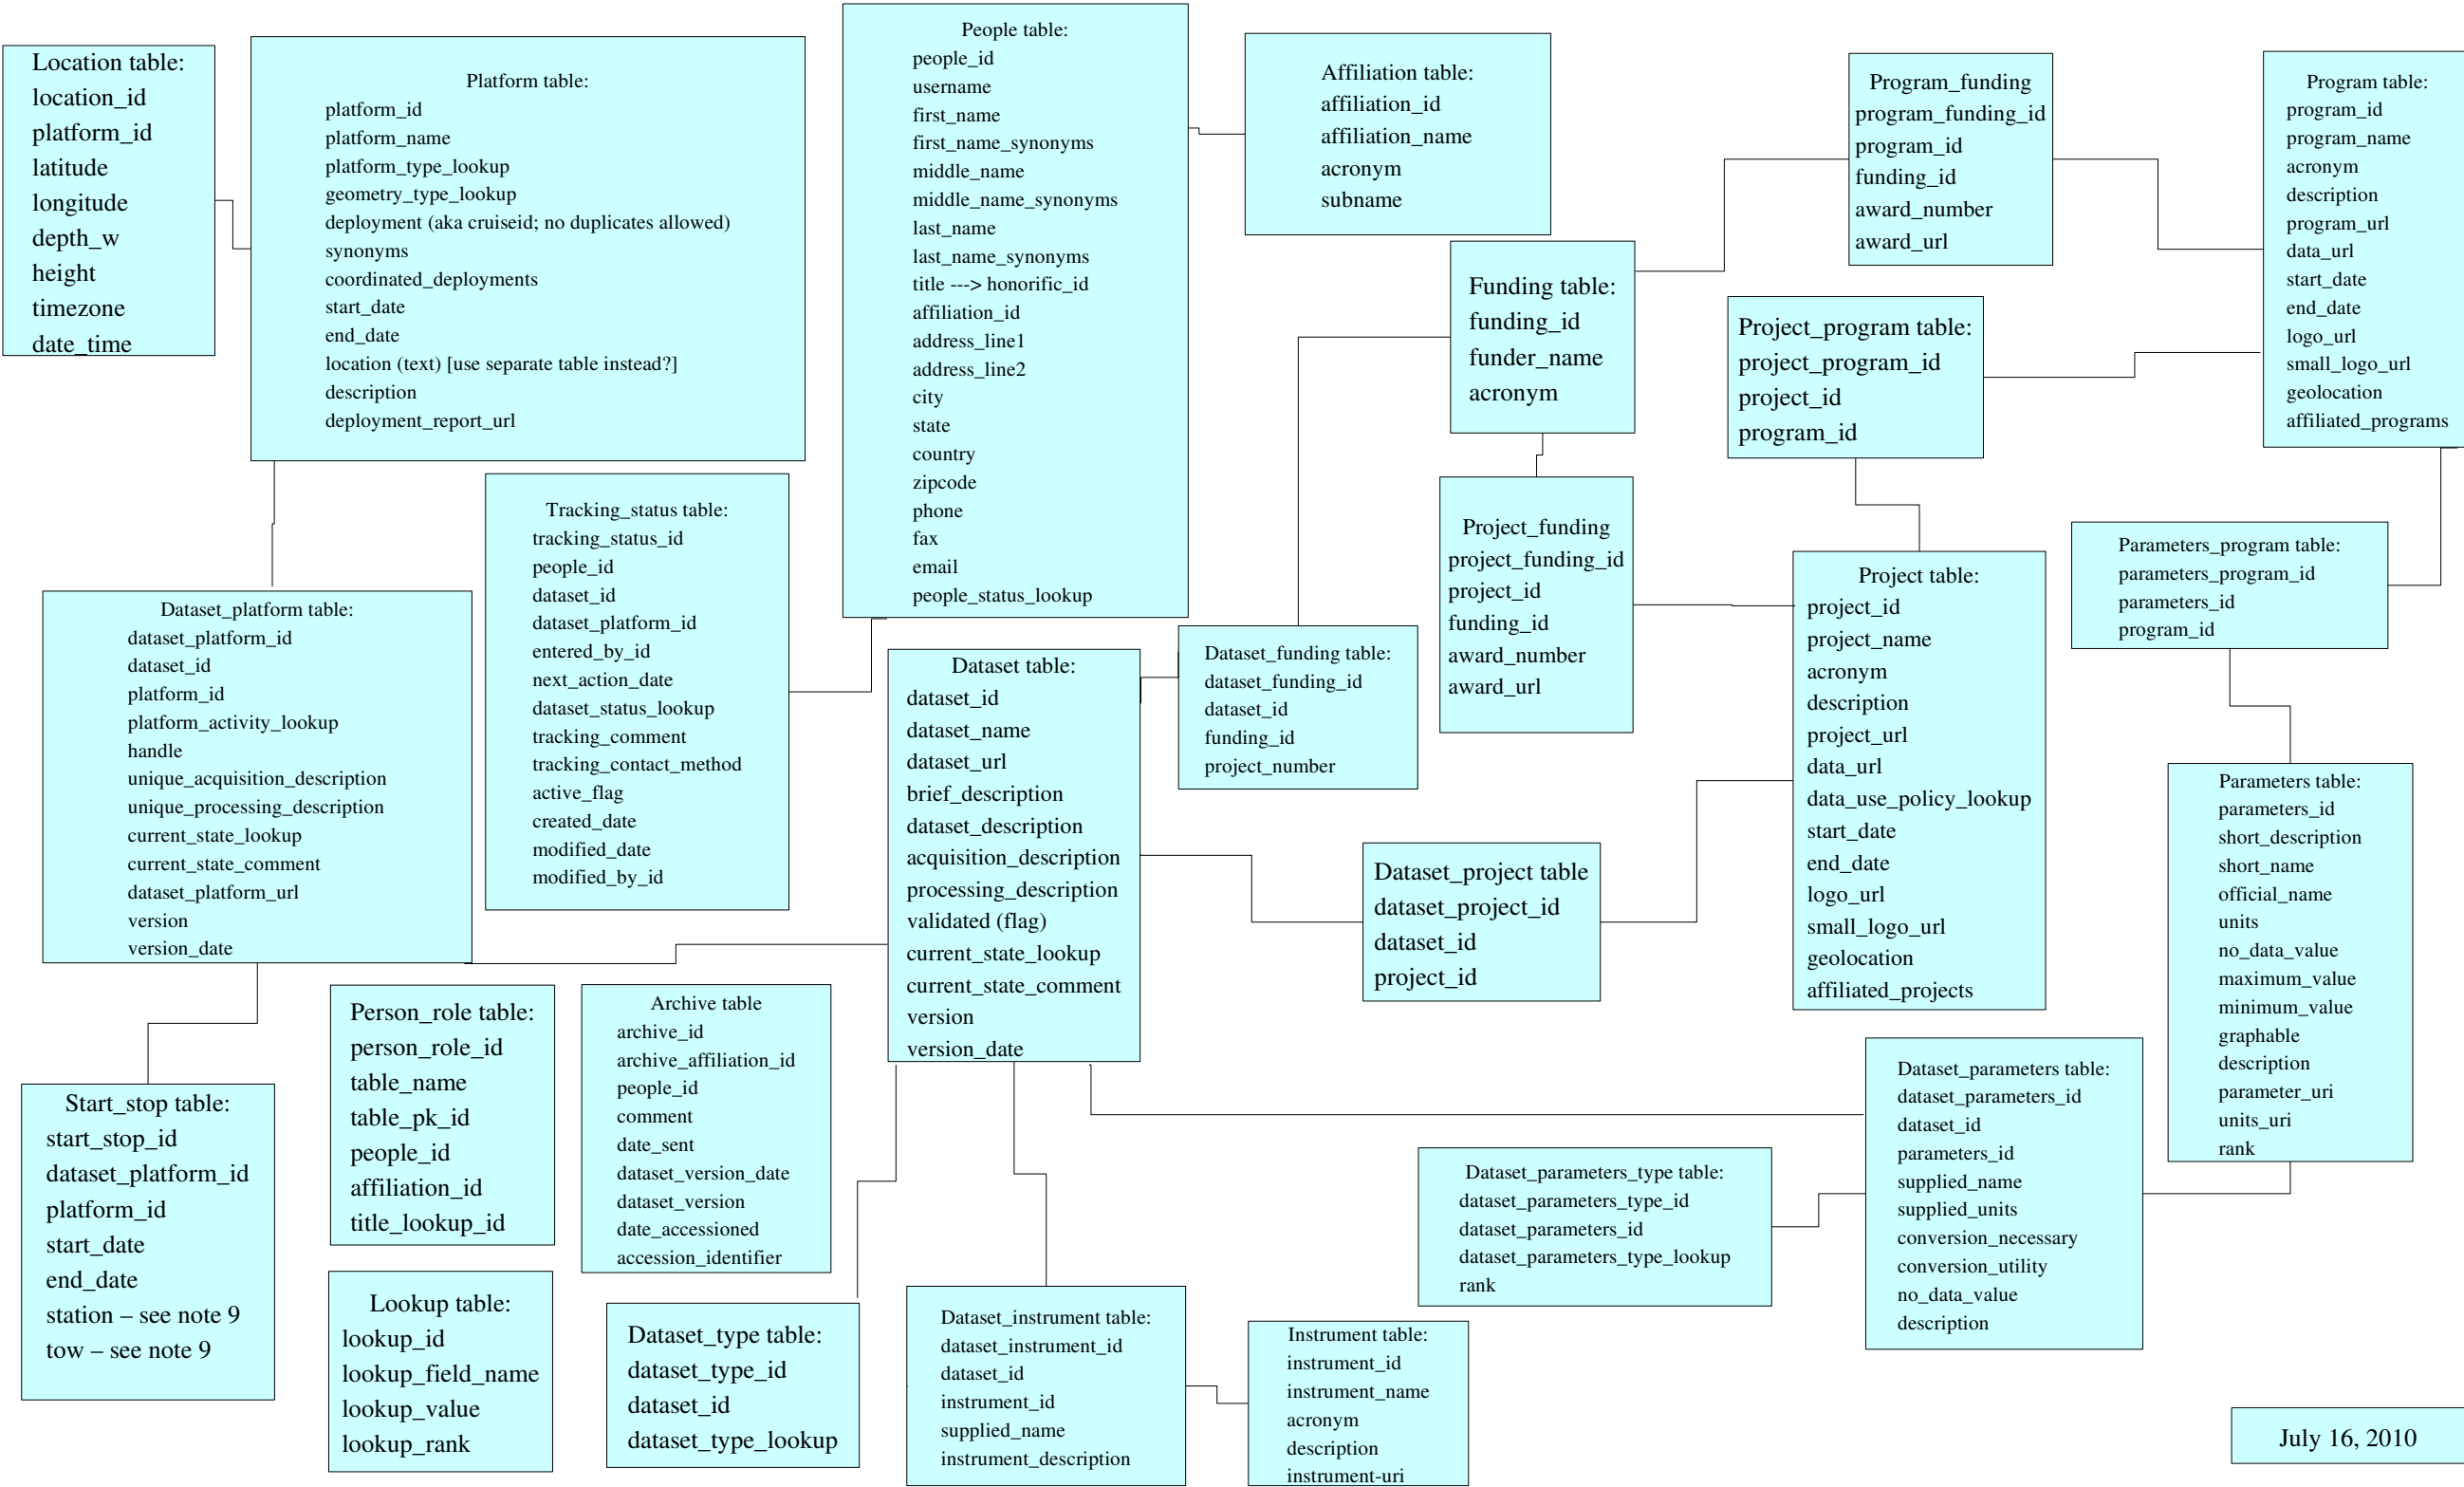 Location table:
location_id
platform_id
latitude
longitude
depth_w
height
timezone
date_time
Platform table:
platform_id
platform_name
platform_type_lookup
geometry_type_lookup
deployment (aka cruiseid; no duplicates allowed)
synonyms
coordinated_deployments
start_date
end_date
location (text) [use separate table instead?]
description
deployment_report_url
People table:
people_id
username
first_name
first_name_synonyms
middle_name
middle_name_synonyms
last_name
last_name_synonyms
title ---> honorific_id
affiliation_id
address_line1
address_line2
city
state
country
zipcode
phone
fax
email
people_status_lookup
Affiliation table:
affiliation_id
affiliation_name
acronym
subname
Program_funding
program_funding_id
program_id
funding_id
award_number
award_url
Program table:
program_id
program_name
acronym
description
program_url
data_url
start_date
end_date
logo_url
small_logo_url
geolocation
affiliated_programs
Funding table:
funding_id
funder_name
acronym
Project_program table:
project_program_id
project_id
program_id
Tracking_status table:
tracking_status_id
people_id
dataset_id
dataset_platform_id
entered_by_id
next_action_date
dataset_status_lookup
tracking_comment
tracking_contact_method
active_flag
created_date
modified_date
modified_by_id
Project_funding
project_funding_id
project_id
funding_id
award_number
award_url
Project table:
project_id
project_name
acronym
description
project_url
data_url
data_use_policy_lookup
start_date
end_date
logo_url
small_logo_url
geolocation
affiliated_projects
Parameters_program table:
parameters_program_id
parameters_id
program_id
Dataset_platform table:
dataset_platform_id
dataset_id
platform_id
platform_activity_lookup
handle
unique_acquisition_description
unique_processing_description
current_state_lookup
current_state_comment
dataset_platform_url
version
version_date
Dataset table:
dataset_id
dataset_name
dataset_url
brief_description
dataset_description
acquisition_description
processing_description
validated (flag)
current_state_lookup
current_state_comment
version
version_date
Dataset_funding table:
dataset_funding_id
dataset_id
funding_id
project_number
Parameters table:
parameters_id
short_description
short_name
official_name
units
no_data_value
maximum_value
minimum_value
graphable
description
parameter_uri
units_uri
rank
Dataset_project table
dataset_project_id
dataset_id
project_id
Person_role table:
person_role_id
table_name
table_pk_id
people_id
affiliation_id
title_lookup_id
Archive table
archive_id
archive_affiliation_id
people_id
comment
date_sent
dataset_version_date
dataset_version
date_accessioned
accession_identifier
Start_stop table:
start_stop_id
dataset_platform_id
platform_id
start_date
end_date
station – see note 9
tow – see note 9
Dataset_parameters table:
dataset_parameters_id
dataset_id
parameters_id
supplied_name
supplied_units
conversion_necessary
conversion_utility
no_data_value
description
Dataset_parameters_type table:
dataset_parameters_type_id
dataset_parameters_id
dataset_parameters_type_lookup
rank
Lookup table:
lookup_id
lookup_field_name
lookup_value
lookup_rank
Dataset_type table:
dataset_type_id
dataset_id
dataset_type_lookup
Dataset_instrument table:
dataset_instrument_id
dataset_id
instrument_id
supplied_name
instrument_description
Instrument table:
instrument_id
instrument_name
acronym
description
instrument-uri
July 16, 2010